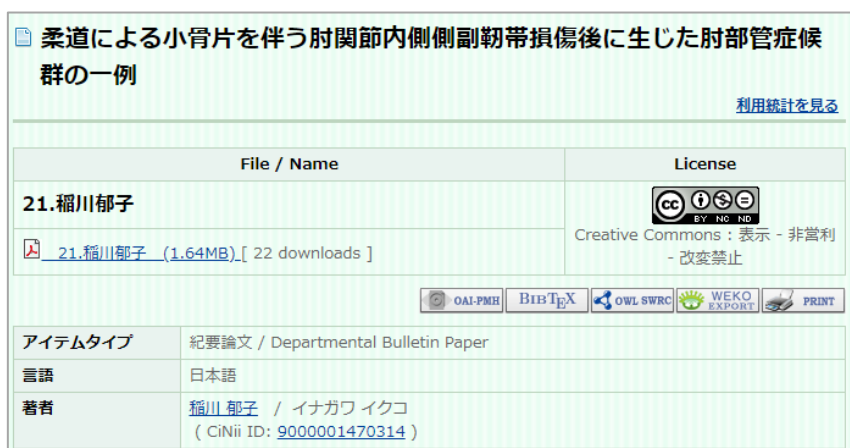 柔道による小骨片を伴う肘関節内側側副靭帯損傷後に生じた肘部管症候
群の一例
利用統計を見る
File / Name License
21.稲川郁子
cc BY NC ND
21.稲川郁子 (1.64MB) [ 22 downloads ]
Creative Commons : 表示 - 非営利
- 改変禁止
OAI-PMH BIBTEX OWL SWRC WEKO EXPORT PRINT
アイテムタイプ 紀要論文 / Departmental Bulletin Paper
言語 日本語
著者 稲川 郁子 / イナガワ イクコ
( CiNii ID: 9000001470314 )